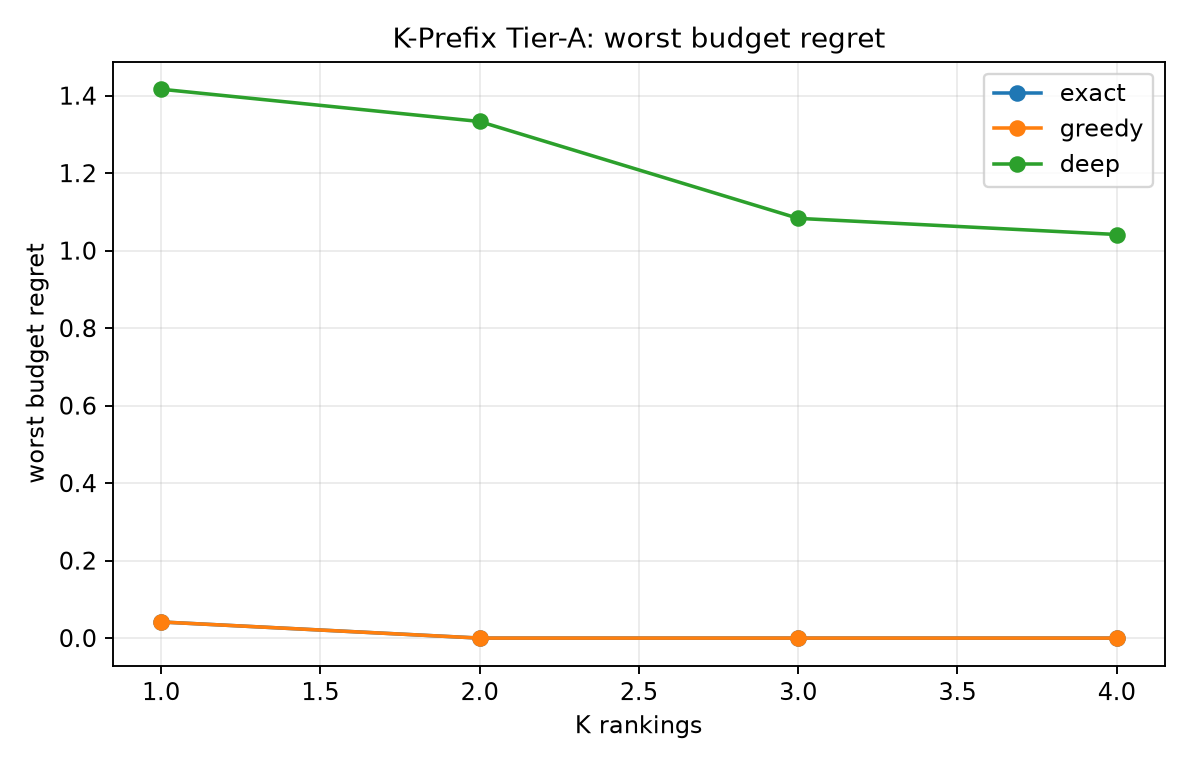 K-Prefix Tier-A: worst budget regret
exact
greedy
deep
worst budget regret
1.4
1.2
1.0
0.8
0.6
0.4
0.2
0.0
1.0 1.5 2.0 2.5 3.0 3.5 4.0
K rankings